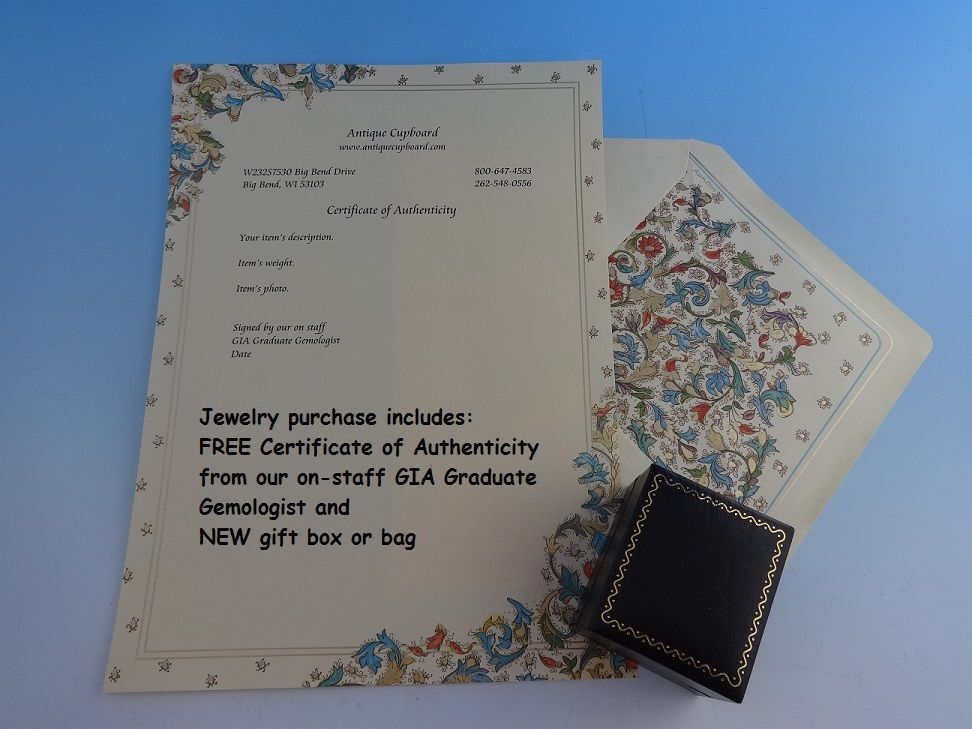 Antique Cupboard
www.antiquecupboard.com
W232S7530 Big Bend Drive 800-647-4583
Big Bend, WI 53103 262-548-0556
Certificate of Authenticity
Your item's description.
Item's weight.
Item's photo.
Signed by our on staff
GIA Graduate Gemologist
Date
Jewelry purchase includes:
FREE Certificate of Authenticity
from our on-staff GIA Graduate
Gemologist and
NEW gift box or bag